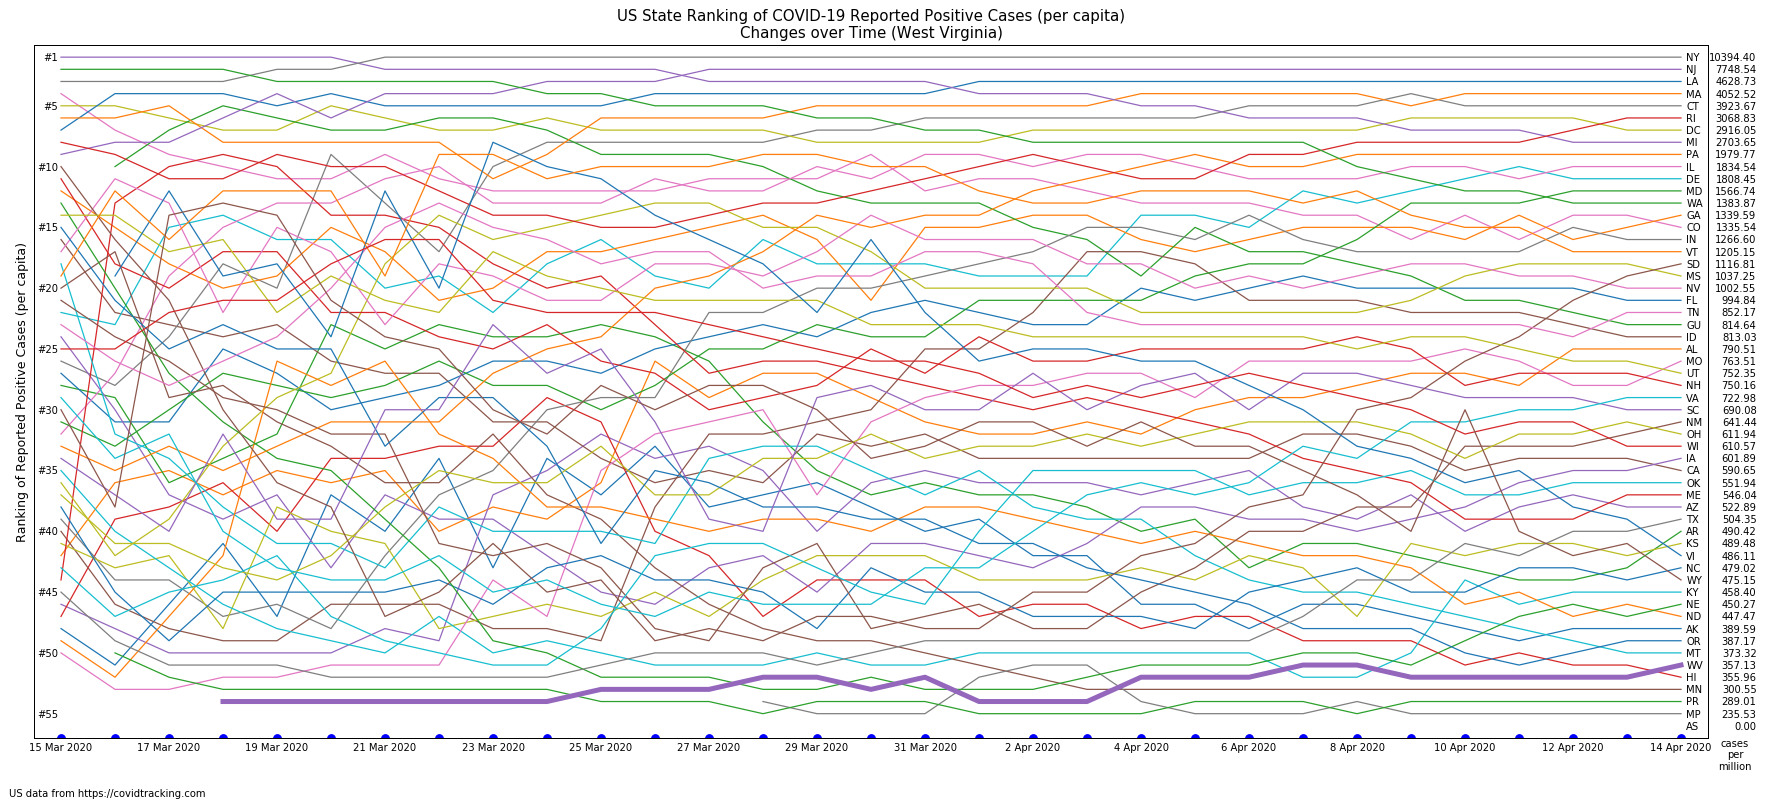 US State Ranking of COVID-19 Reported Positive Cases (per capita)
Changes over Time (West Virginia)
Ranking of Reported Positive Cases (per capita)
#1
#5
#10
#15
#20
#25
#30
#35
#40
#45
#50
#55
NY 10394.40
NJ 7748.54
LA 4628.73
MA 4052.52
CT 3923.67
RI 3068.83
DC 2916.05
MI 2703.65
PA 1979.77
IL 1834.54
DE 1808.45
MD 1566.74
WA 1383.87
GA 1339.59
CO 1335.54
IN 1266.60
VT 1205.15
SD 1116.81
MS 1037.25
NV 1002.55
FL 994.84
TN 852.17
GU 814.64
ID 813.03
AL 790.51
MO 763.51
UT 752.35
NH 750.16
VA 722.98
SC 690.08
NM 641.44
OH 611.94
WI 610.57
IA 601.89
CA 590.65
OK 551.94
ME 546.04
AZ 522.89
TX 504.35
AR 490.42
KS 489.48
VI 486.11
NC 479.02
WY 475.15
KY 458.40
NE 450.27
ND 447.47
AK 389.59
OR 387.17
MT 373.32
WV 357.13
HI 355.96
MN 300.55
PR 289.01
MP 235.53
AS 0.00
15 Mar 2020 17 Mar 2020 19 Mar 2020 21 Mar 2020 23 Mar 2020 25 Mar 2020 27 Mar 2020 29 Mar 2020 31 Mar 2020 2 Apr 2020 4 Apr 2020 6 Apr 2020 8 Apr 2020 10 Apr 2020 12 Apr 2020 14 Apr 2020
cases
per
million
US data from https://covidtracking.com